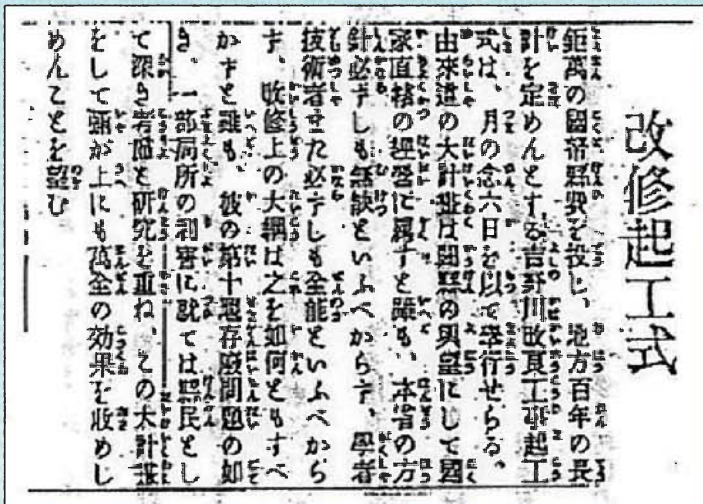 改修起工式
鉅萬の國帑縣費を投じ、地方百年の長
計を定めんとする吉野川改良工事起工
式は、月の念六日を以て擧行せらる。
由來這の大計畫は闔縣の輿望にして國
家直轄の經營に屬すと雖も、本省の方
針必ずしも無缺といふべからず、學者
技術者また必ずしも全能といふべから
ず、改修上の大綱は之を如何ともすべ
からずと雖も、彼の第十堰存廢問題の如
き、一部局所の利害に就ては縣民とし
て深き考慮と研究を重ね、この大計畫
をして頭が上にも萬全の効果を收めし
めんことを望む